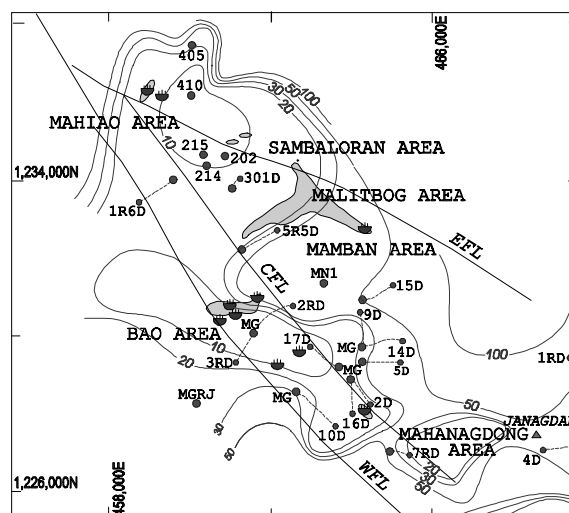 466,000E
405
50
100
30
20
410
MAHIAO AREA
10
215
202
SAMBALORAN AREA
214
301D
1,234,000N
MALITBOG AREA
1R6D
5R5D
MAMBAN AREA
EFL
CFL
MN1
15D
2RD
9D
MG
BAO AREA
17D
14D
100
10
MG
1RD
20
3RD
MG
5D
MGRJ
MG
2D
50
30
16D
10D
MAHANAGDONG
JANAGDAN
50
AREA
20
7RD
30
4D
WFL
50
1,226,000N
458,000E